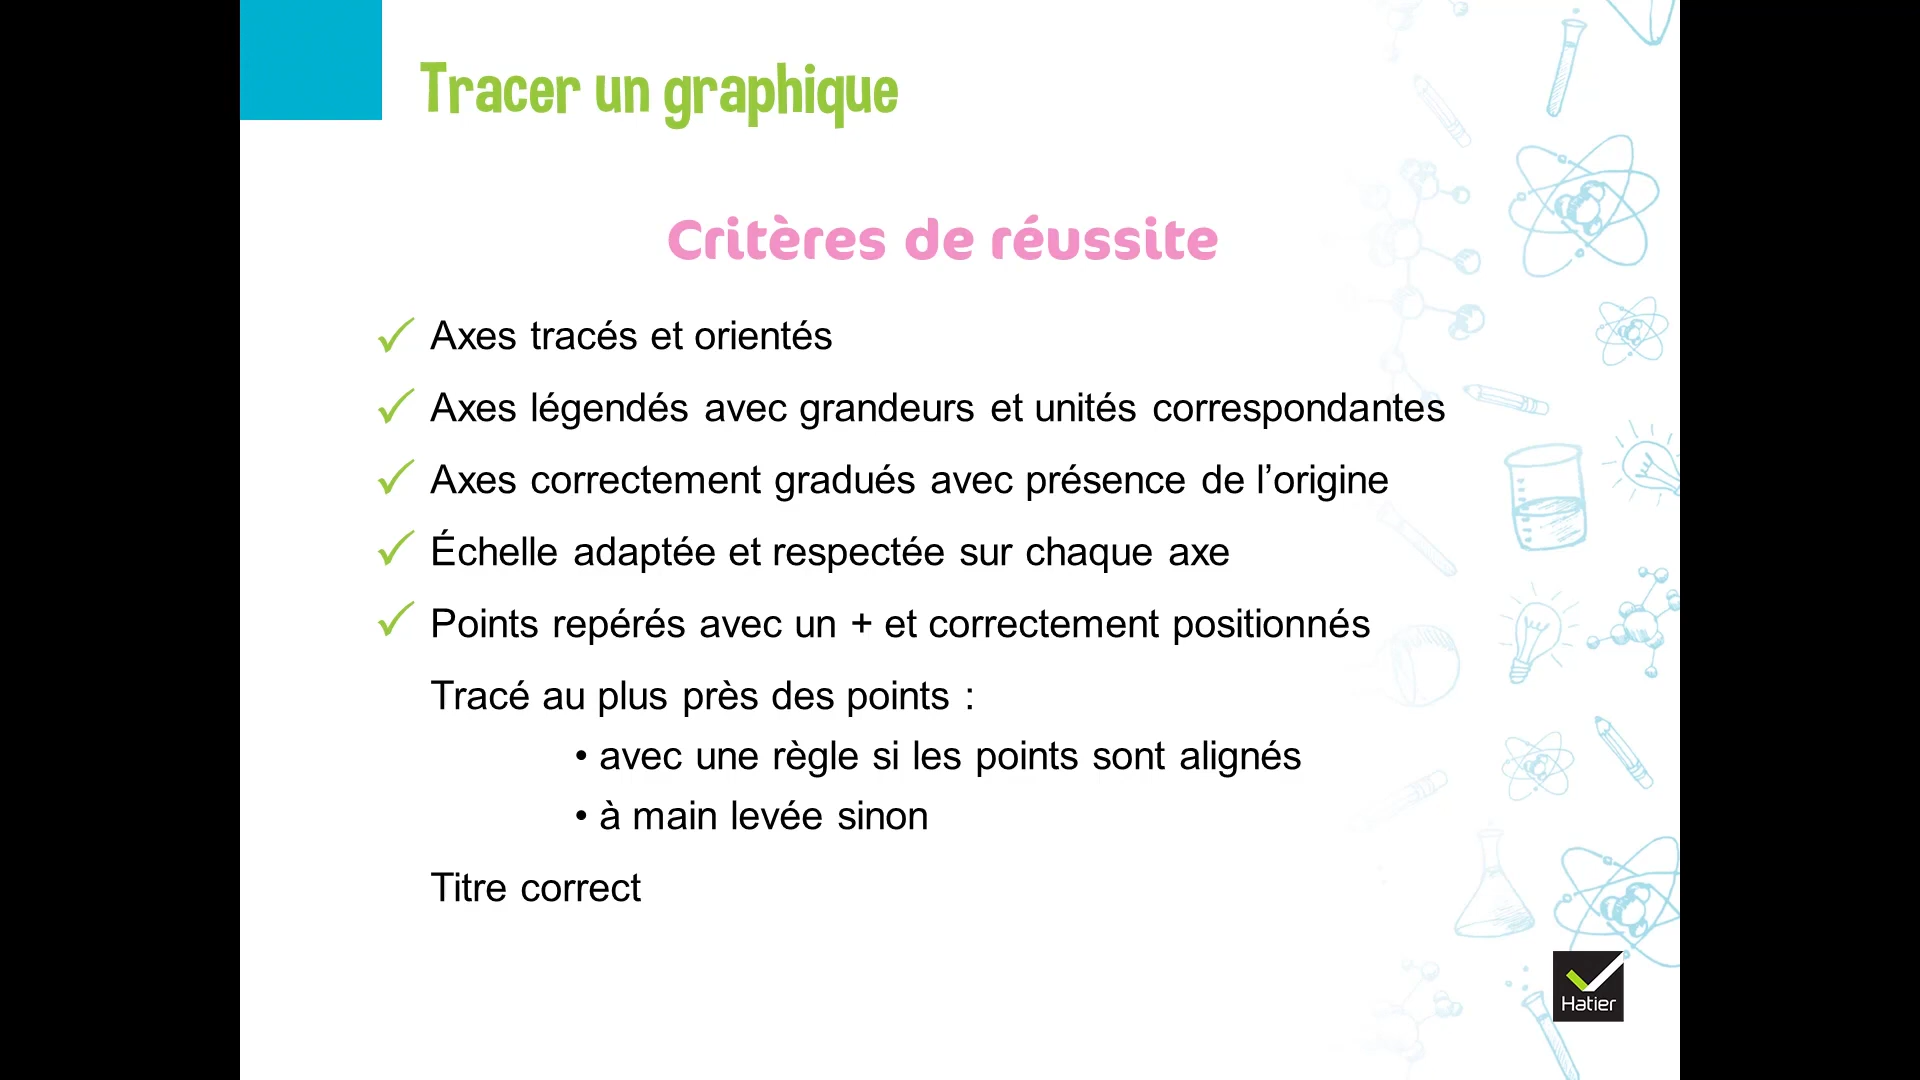 Tracer un graphique
Critères de réussite
✓ Axes tracés et orientés
✓ Axes légendés avec grandeurs et unités correspondantes
✓ Axes correctement gradués avec présence de l’origine
✓ Échelle adaptée et respectée sur chaque axe
✓ Points repérés avec un + et correctement positionnés
Tracé au plus près des points :
• avec une règle si les points sont alignés
• à main levée sinon
Titre correct
Hatier